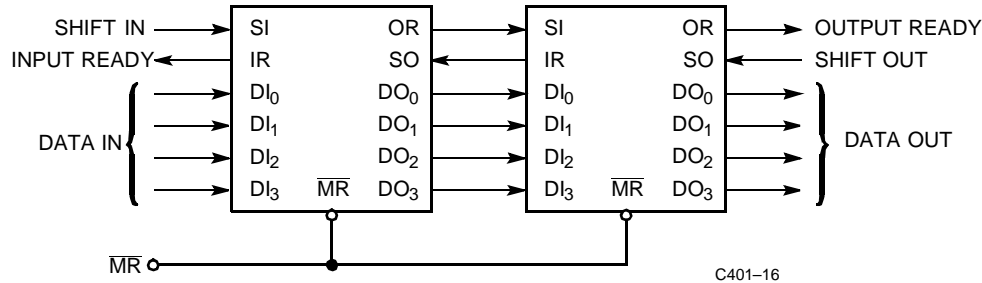 SHIFT IN SI OR SI OR OUTPUT READY
INPUT READY IR SO IR SO SHIFT OUT
DI0 DO0 DI0 DO0
DI1 DO1 DI1 DO1
DATA IN DATA OUT
DI2 DO2 DI2 DO2
DI3 MR DO3 DI3 MR DO3
MR
C401–16